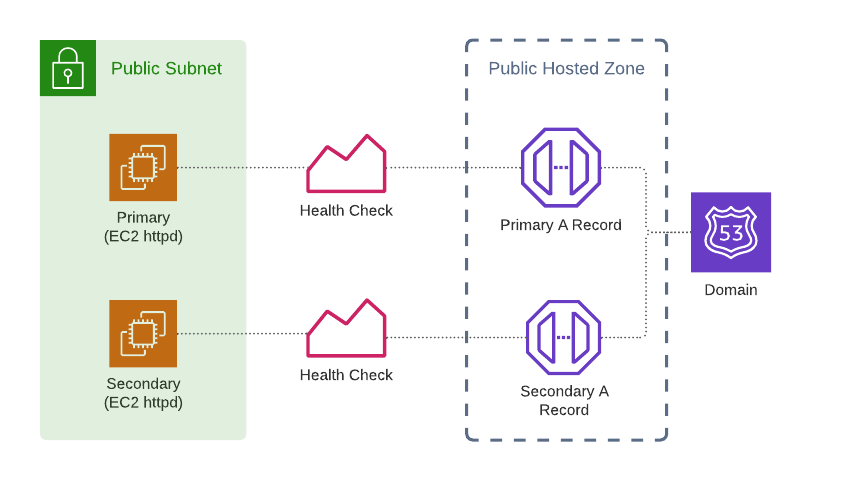 Public Subnet
Public Hosted Zone
Primary
(EC2 httpd)
Health Check
Primary A Record
53
Domain
Secondary
(EC2 httpd)
Health Check
Secondary A
Record